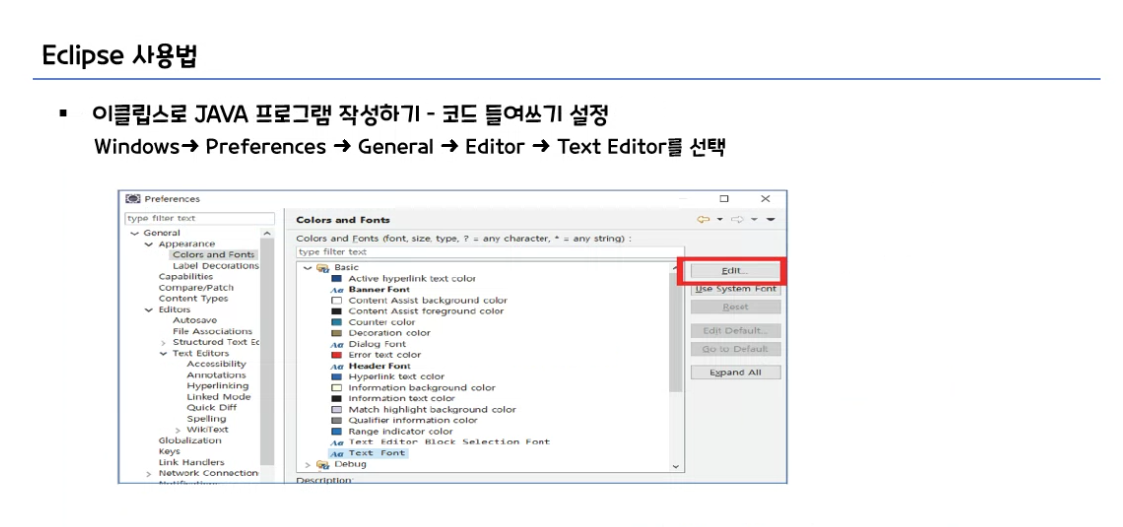 Eclipse 사용법
▪ 이클립스로 JAVA 프로그램 작성하기 - 코드 들여쓰기 설정
Windows➔ Preferences ➔ General ➔ Editor ➔ Text Editor를 선택
Preferences
type filter text
General
Appearance
Colors and Fonts
Label Decorations
Capabilities
Compare/Patch
Content Types
Editors
Autosave
File Associations
Structured Text Ec
Text Editors
Accessibility
Annotations
Hyperlinking
Linked Mode
Quick Diff
Spelling
WikiText
Globalization
Keys
Link Handlers
Network Connection
Colors and Fonts
Colors and Fonts (font, size, type, ? = any character, * = any string) :
type filter text
Basic
Active hyperlink text color
Aa Banner Font
Content Assist background color
Content Assist foreground color
Counter color
Decoration color
Aa Dialog Font
Error text color
Aa Header Font
Hyperlink text color
Information background color
Information text color
Match highlight background color
Qualifier information color
Range indicator color
Aa Text Editor Block Selection Font
Aa Text Font
Debug
Description:
Edit...
Use System Font
Reset
Edit Default...
Go to Default
Expand All